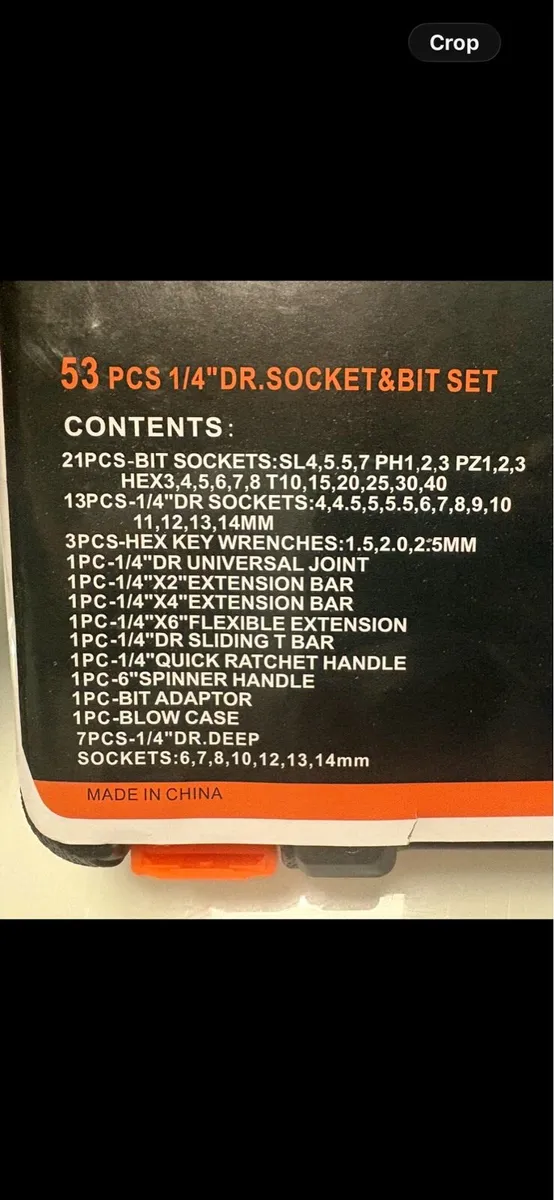 Crop
53 PCS 1/4"DR.SOCKET&BIT SET
CONTENTS:
21PCS-BIT SOCKETS:SL4,5.5,7 PH1,2,3 PZ1,2,3
HEX3,4,5,6,7,8 T10,15,20,25,30,40
13PCS-1/4"DR SOCKETS:4,4.5,5,5.5,6,7,8,9,10
11,12,13,14MM
3PCS-HEX KEY WRENCHES:1.5,2.0,2.5MM
1PC-1/4"DR UNIVERSAL JOINT
1PC-1/4"X2"EXTENSION BAR
1PC-1/4"X4"EXTENSION BAR
1PC-1/4"X6"FLEXIBLE EXTENSION
1PC-1/4"DR SLIDING T BAR
1PC-1/4"QUICK RATCHET HANDLE
1PC-6"SPINNER HANDLE
1PC-BIT ADAPTOR
1PC-BLOW CASE
7PCS-1/4"DR.DEEP
SOCKETS:6,7,8,10,12,13,14mm
MADE IN CHINA